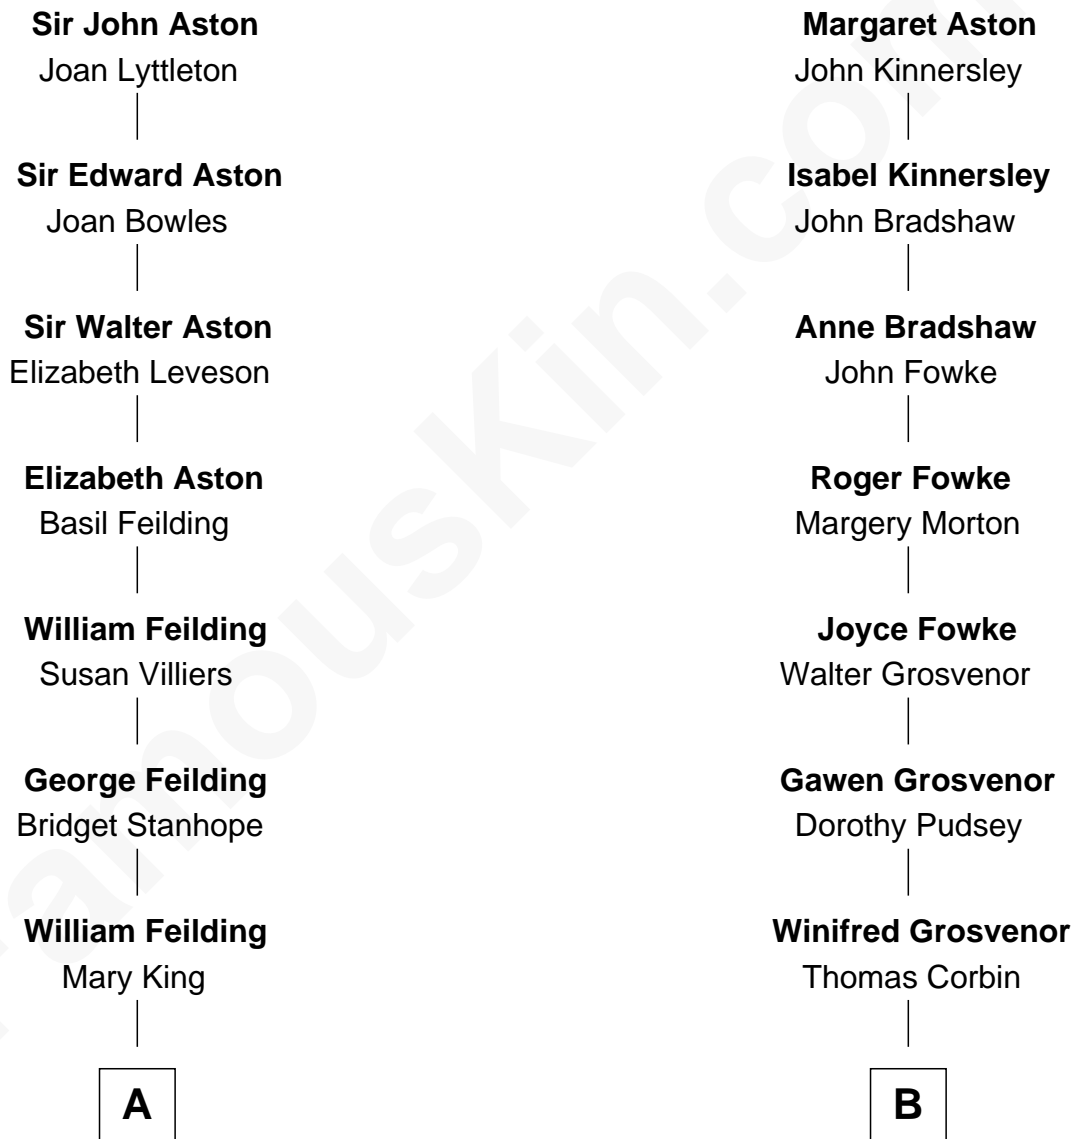 Sir John Aston
Joan Lyttleton
Sir Edward Aston
Joan Bowles
Sir Walter Aston
Elizabeth Leveson
Elizabeth Aston
Basil Feilding
William Feilding
Susan Villiers
George Feilding
Bridget Stanhope
William Feilding
Mary King
A
Margaret Aston
John Kinnersley
Isabel Kinnersley
John Bradshaw
Anne Bradshaw
John Fowke
Roger Fowke
Margery Morton
Joyce Fowke
Walter Grosvenor
Gawen Grosvenor
Dorothy Pudsey
Winifred Grosvenor
Thomas Corbin
B
FamousKin.com